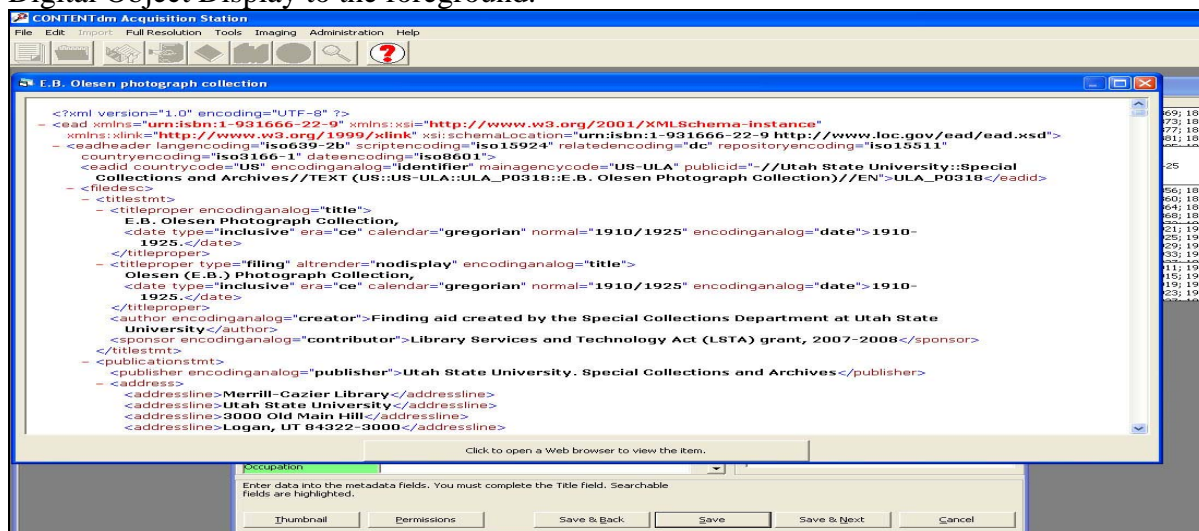 Digital Object Display to the foreground.
CONTENTdm Acquisition Station
File Edit Import Full Resolution Tools Imaging Administration Help
E.B. Olesen photograph collection
<?xml version="1.0" encoding="UTF-8" ?>
- <ead xmlns="urn:isbn:1-931666-22-9" xmlns:xsi="http://www.w3.org/2001/XMLSchema-instance"
xmlns:xlink="http://www.w3.org/1999/xlink" xsi:schemaLocation="urn:isbn:1-931666-22-9 http://www.loc.gov/ead/ead.xsd">
- <eadheader langencoding="iso639-2b" scriptencoding="iso15924" relatedencoding="dc" repositoryencoding="iso15511"
countryencoding="iso3166-1" dateencoding="iso8601">
<eadid countrycode="US" encodinganalog="identifier" mainagencycode="US-ULA" publicid="-//Utah State University::Special
Collections and Archives//TEXT (US::US-ULA::ULA_P0318::E.B. Olesen Photograph Collection)//EN">ULA_P0318</eadid>
- <filedesc>
- <titlestmt>
- <titleproper encodinganalog="title">
E.B. Olesen Photograph Collection,
<date type="inclusive" era="ce" calendar="gregorian" normal="1910/1925" encodinganalog="date">1910-
1925.</date>
</titleproper>
- <titleproper type="filing" altrender="nodisplay" encodinganalog="title">
Olesen (E.B.) Photograph Collection,
<date type="inclusive" era="ce" calendar="gregorian" normal="1910/1925" encodinganalog="date">1910-
1925.</date>
</titleproper>
<author encodinganalog="creator">Finding aid created by the Special Collections Department at Utah State
University</author>
<sponsor encodinganalog="contributor">Library Services and Technology Act (LSTA) grant, 2007-2008</sponsor>
</titlestmt>
- <publicationstmt>
<publisher encodinganalog="publisher">Utah State University. Special Collections and Archives</publisher>
- <address>
<addressline>Merrill-Cazier Library</addressline>
<addressline>Utah State University</addressline>
<addressline>3000 Old Main Hill</addressline>
<addressline>Logan, UT 84322-3000</addressline>
Click to open a Web browser to view the item.
Occupation
Enter data into the metadata fields. You must complete the Title field. Searchable
fields are highlighted.
Thumbnail Permissions Save & Back Save Save & Next Cancel